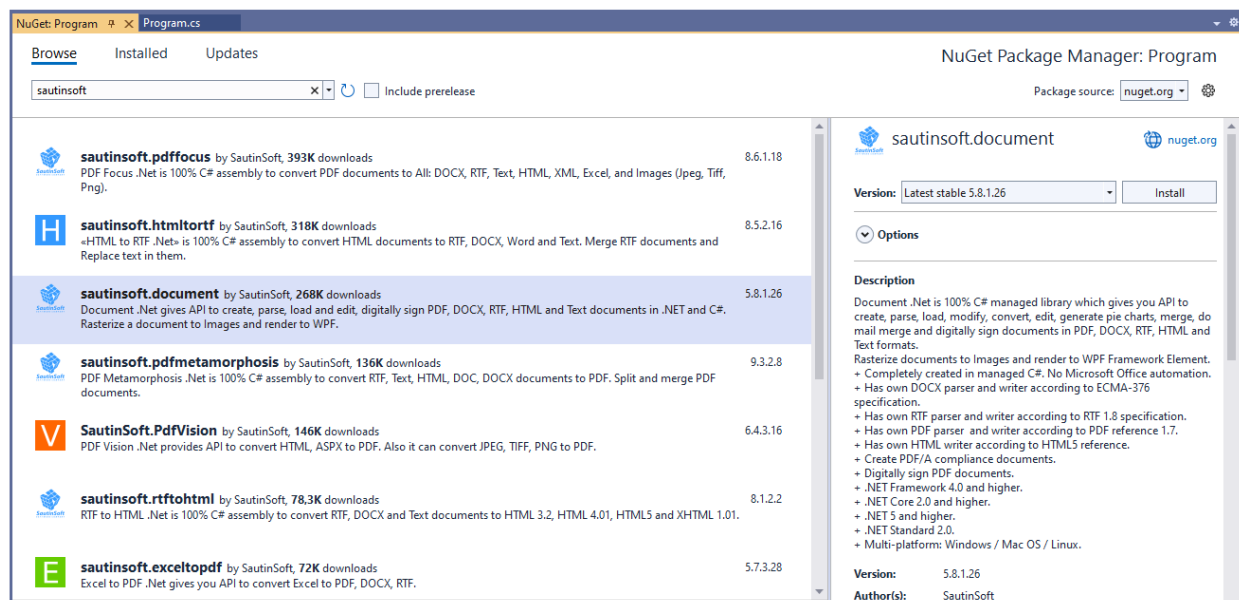 NuGet: Program
Program.cs
Browse
Installed
Updates
NuGet Package Manager: Program
sautinsoft
Include prerelease
Package source: nuget.org
SautinSoft
sautinsoft.pdffocus by SautinSoft, 393K downloads
8.6.1.18
PDF Focus .Net is 100% C# assembly to convert PDF documents to All: DOCX, RTF, Text, HTML, XML, Excel, and Images (Jpeg, Tiff,
Png).
H
sautinsoft.htmltortf by SautinSoft, 318K downloads
8.5.2.16
«HTML to RTF .Net» is 100% C# assembly to convert HTML documents to RTF, DOCX, Word and Text. Merge RTF documents and
Replace text in them.
SautinSoft
sautinsoft.document by SautinSoft, 268K downloads
5.8.1.26
Document .Net gives API to create, parse, load and edit, digitally sign PDF, DOCX, RTF, HTML and Text documents in .NET and C#.
Rasterize a document to Images and render to WPF.
SautinSoft
sautinsoft.pdfmetamorphosis by SautinSoft, 136K downloads
9.3.2.8
PDF Metamorphosis .Net is 100% C# assembly to convert RTF, Text, HTML, DOC, DOCX documents to PDF. Split and merge PDF
documents.
V
SautinSoft.PdfVision by SautinSoft, 146K downloads
6.4.3.16
PDF Vision .Net provides API to convert HTML, ASPX to PDF. Also it can convert JPEG, TIFF, PNG to PDF.
SautinSoft
sautinsoft.rtftohtml by SautinSoft, 78,3K downloads
8.1.2.2
RTF to HTML .Net is 100% C# assembly to convert RTF, DOCX and Text documents to HTML 3.2, HTML 4.01, HTML5 and XHTML 1.01.
E
sautinsoft.exceltopdf by SautinSoft, 72K downloads
5.7.3.28
Excel to PDF .Net gives you API to convert Excel to PDF, DOCX, RTF.
SautinSoft
sautinsoft.document
nuget.org
Version: Latest stable 5.8.1.26
Install
Options
Description
Document .Net is 100% C# managed library which gives you API to
create, parse, load, modify, convert, edit, generate pie charts, merge, do
mail merge and digitally sign documents in PDF, DOCX, RTF, HTML and
Text formats.
Rasterize documents to Images and render to WPF Framework Element.
+ Completely created in managed C#. No Microsoft Office automation.
+ Has own DOCX parser and writer according to ECMA-376
specification.
+ Has own RTF parser and writer according to RTF 1.8 specification.
+ Has own PDF parser and writer according to PDF reference 1.7.
+ Has own HTML writer according to HTML5 reference.
+ Create PDF/A compliance documents.
+ Digitally sign PDF documents.
+ .NET Framework 4.0 and higher.
+ .NET Core 2.0 and higher.
+ .NET 5 and higher.
+ .NET Standard 2.0.
+ Multi-platform: Windows / Mac OS / Linux.
Version: 5.8.1.26
Author(s): SautinSoft